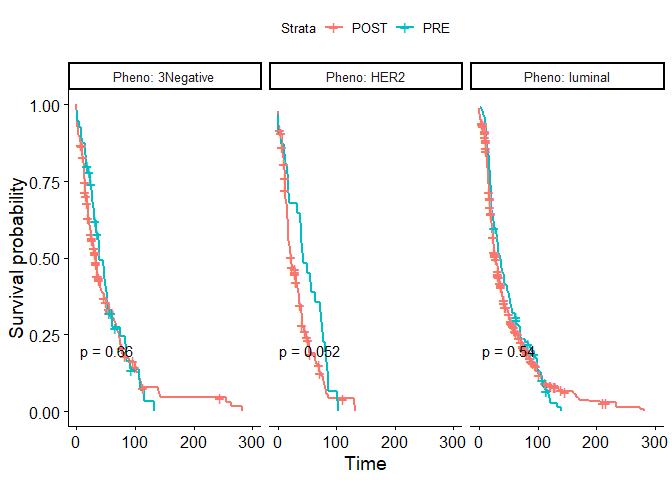 Strata POST PRE
Pheno: 3Negative Pheno: HER2 Pheno: luminal
Survival probability
1.00
0.75
0.50
0.25
0.00
p = 0.66 p = 0.052 p = 0.54
0 100 200 300 0 100 200 300 0 100 200 300
Time